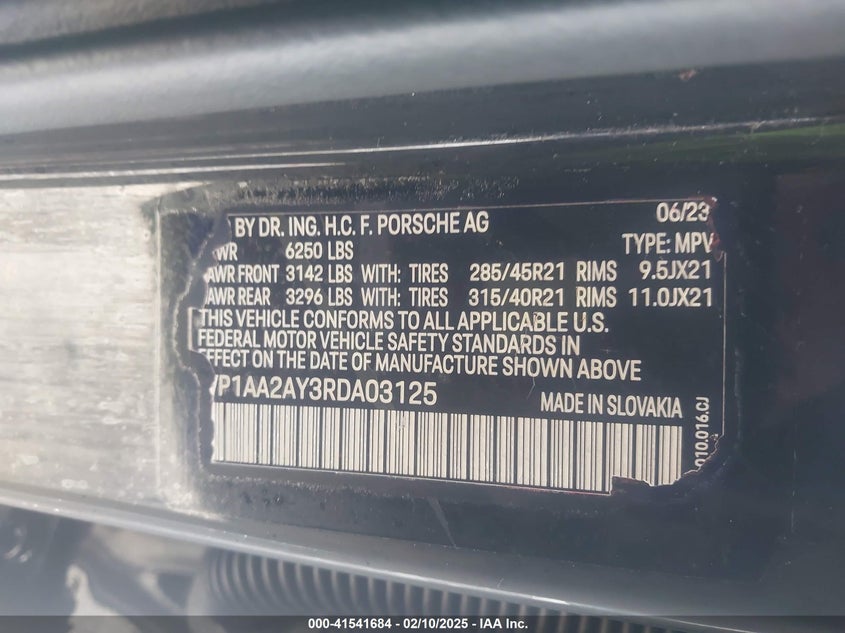 BY DR. ING. H.C. F. PORSCHE AG 06/23
WR 6250 LBS TYPE: MPV
AWR FRONT 3142 LBS WITH: TIRES 285/45R21 RIMS 9.5JX21
AWR REAR 3296 LBS WITH: TIRES 315/40R21 RIMS 11.0JX21
THIS VEHICLE CONFORMS TO ALL APPLICABLE U.S.
FEDERAL MOTOR VEHICLE SAFETY STANDARDS IN
EFFECT ON THE DATE OF MANUFACTURE SHOWN ABOVE
VP1AA2AY3RDA03125 MADE IN SLOVAKIA
010.016.CJ
000-41541684 / 02/10/2025 - IAA Inc.